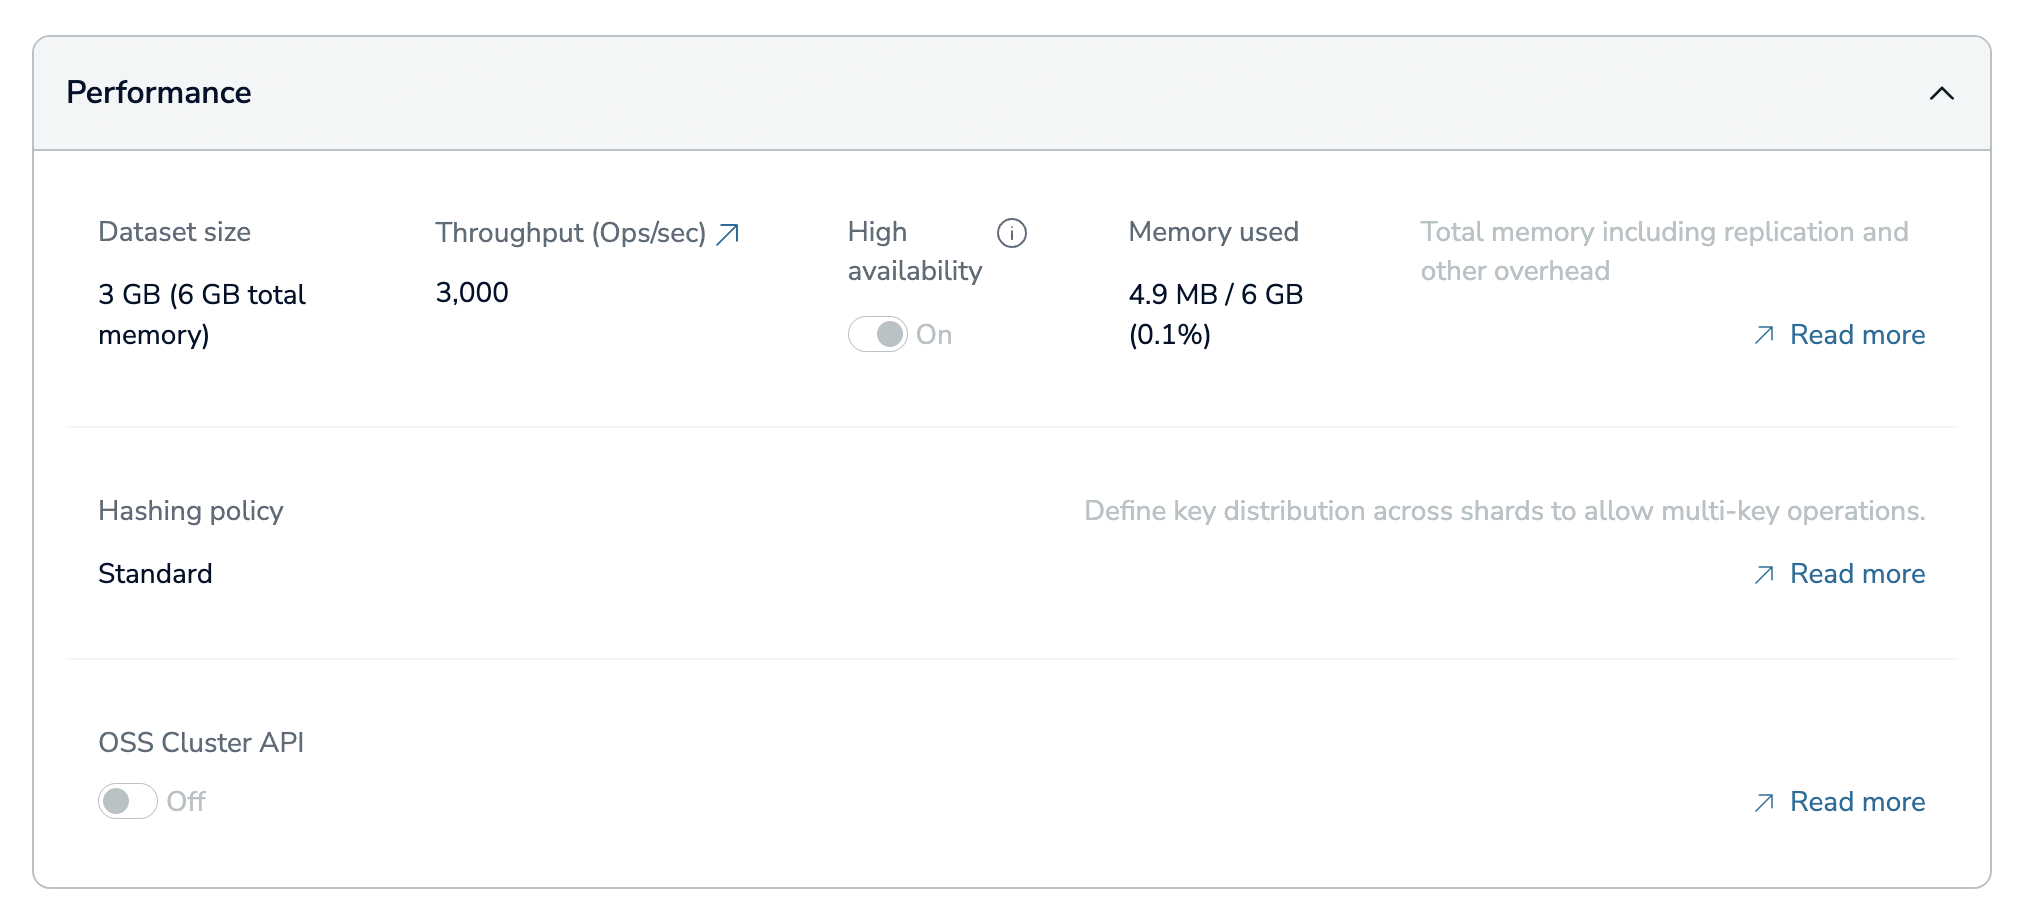 Performance
Dataset size
3 GB (6 GB total
memory)
Throughput (Ops/sec)
3,000
High
availability
On
Memory used
4.9 MB / 6 GB
(0.1%)
Total memory including replication and
other overhead
Read more
Hashing policy
Standard
Define key distribution across shards to allow multi-key operations.
Read more
OSS Cluster API
Off
Read more